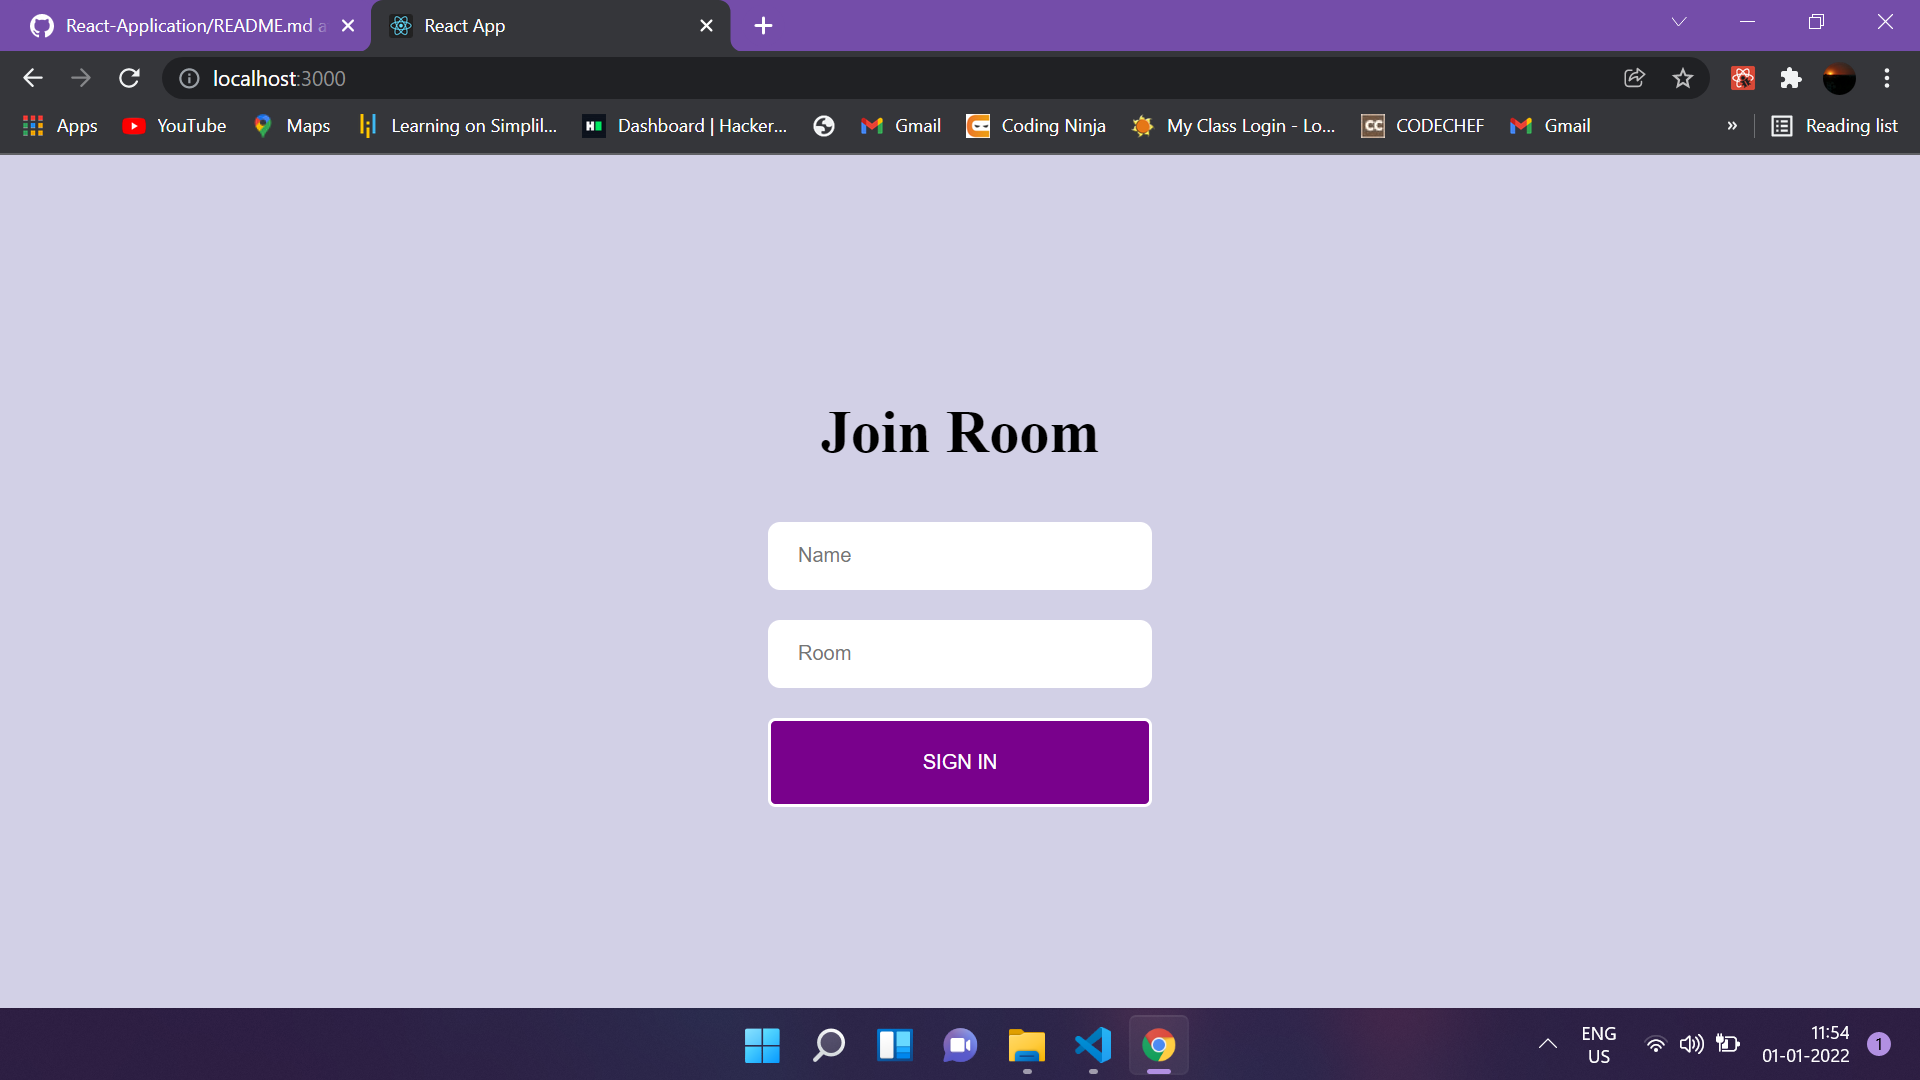 React-Application/README.md a
React App
localhost:3000
Apps
YouTube
Maps
Learning on Simplil...
Dashboard | Hacker...
Gmail
Coding Ninja
My Class Login - Lo...
CC
CODECHEF
Gmail
»
Reading list
Join Room
Name
Room
SIGN IN
ENG
US
11:54
01-01-2022
1